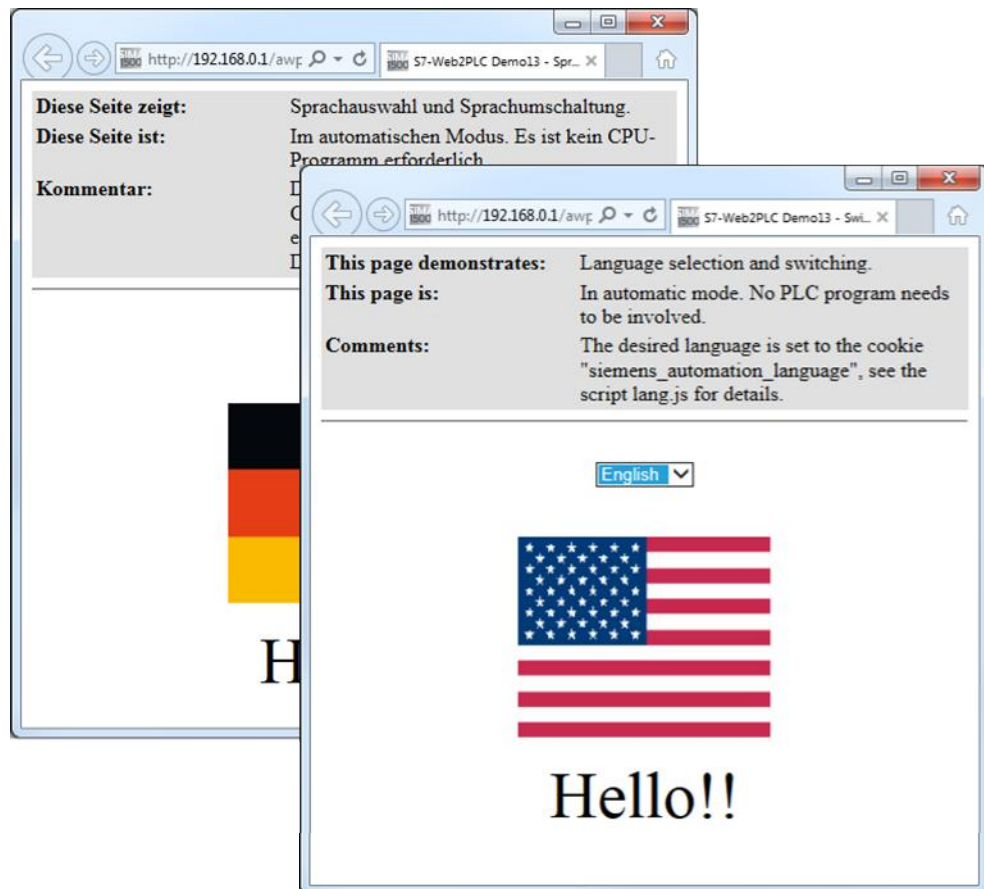 http://192.168.0.1/awp
S7-Web2PLC Demo13 - Spr...
Diese Seite zeigt: Sprachauswahl und Sprachumschaltung.
Diese Seite ist: Im automatischen Modus. Es ist kein CPU-
Programm erforderlich
Kommentar:
http://192.168.0.1/awp
S7-Web2PLC Demo13 - Swi...
This page demonstrates: Language selection and switching.
This page is: In automatic mode. No PLC program needs
to be involved.
Comments: The desired language is set to the cookie
"siemens_automation_language", see the
script lang.js for details.
English
Hello!!